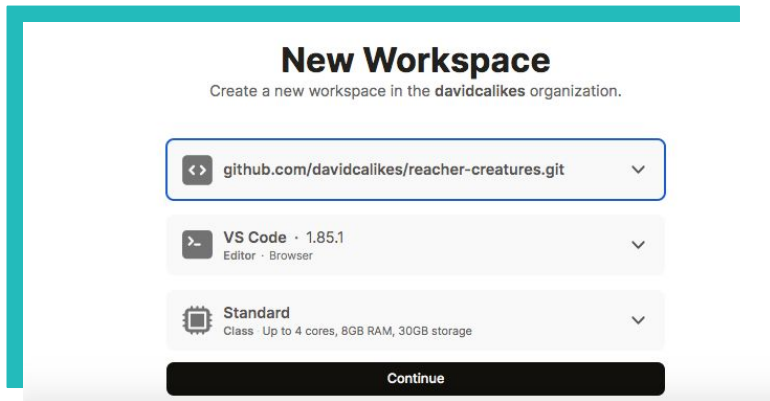 New Workspace
Create a new workspace in the davidcalikes organization.
github.com/davidcalikes/reacher-creatures.git
VS Code · 1.85.1
Editor · Browser
Standard
Class · Up to 4 cores, 8GB RAM, 30GB storage
Continue